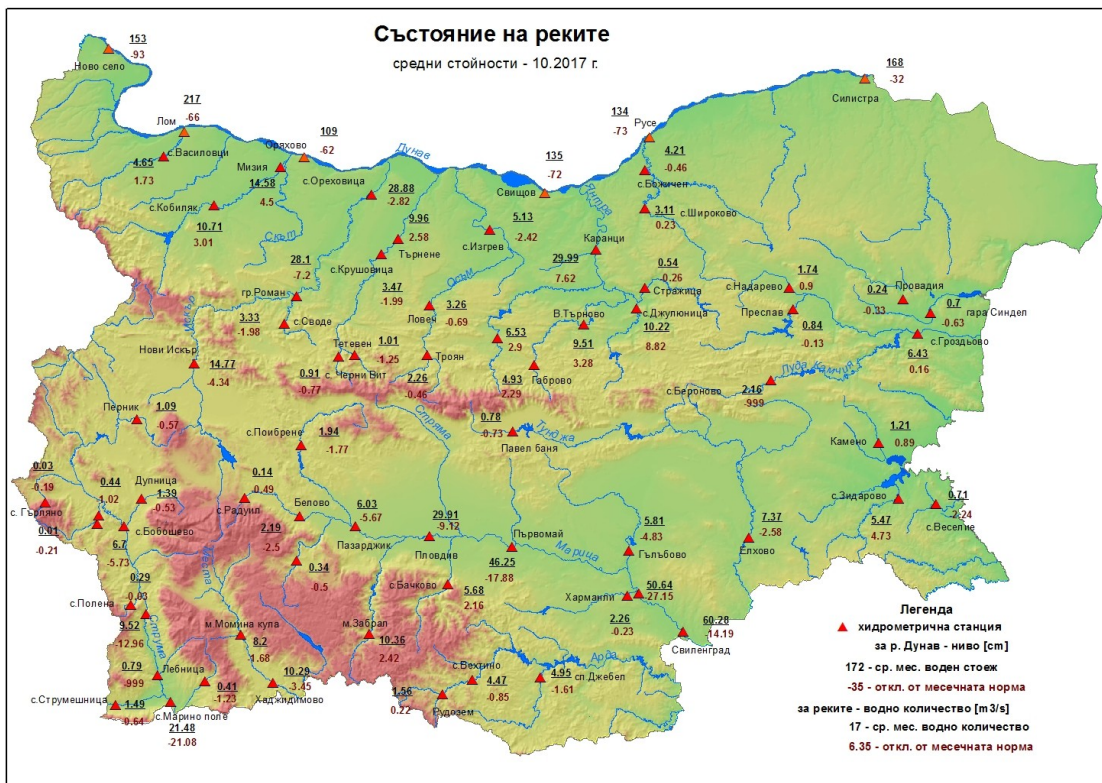 Състояние на реките
средни стойности - 10.2017 г.
153
-93
Ново село
168
-32
Силистра
217
-66
Лом
134
-73
Русе
109
-62
Оряхово
Дунав
4.65
с.Василовци
1.73
Мизия
14.58
4.5
с.Ореховица
28.88
-2.82
135
-72
Свищов
Янтра
4.21
-0.46
с.Божичен
с.Кобиляк
10.71
3.01
Скът
9.96
2.58
Търнене
5.13
-2.42
с.Изгрев
3.11
0.23
с.Широково
Каранци
29.99
7.62
28.1
-7.2
гр.Роман
с.Крушовица
3.47
-1.99
Осъм
0.54
-0.26
Стражица
1.74
0.9
с.Надарево
0.24
-0.33
Провадия
0.7
-0.63
гара Синдел
Искър
3.33
-1.98
с.Своде
3.26
-0.69
Ловеч
В.Търново
9.51
3.28
с.Джулюница
10.22
8.82
Преслав
0.84
-0.13
с.Гроздьово
6.43
0.16
Нови Искър
14.77
-4.34
Тетевен
1.01
-1.25
0.91
-0.77
с. Черни Вит
Троян
2.26
-0.46
6.53
2.9
4.93
2.29
Габрово
с.Бероново
2.16
-999
Луда Камчия
Перник
1.09
-0.57
с.Поибрене
1.94
-1.77
Стряма
0.78
-0.73
Павел баня
Тунджа
Камено
1.21
0.89
0.03
-0.19
с. Гърляно
0.01
-0.21
0.44
1.02
Дупница
1.39
-0.53
с.Бобошево
6.7
-5.73
0.14
-0.49
с.Радуил
Белово
2.19
-2.5
6.03
-5.67
Пазарджик
29.91
-9.12
Пловдив
Първомай
46.25
-17.88
Марица
5.81
-4.83
Гълъбово
7.37
-2.58
Елхово
с.Зидарово
5.47
4.73
0.71
-2.24
с.Веселие
0.29
-0.03
с.Полена
9.52
-12.96
Струма
Места
0.34
-0.5
с.Бачково
5.68
2.16
Харманли
50.64
-27.15
2.26
-0.23
60.28
-14.19
Свиленград
м.Момина кула
8.2
1.68
м.Забрал
10.36
2.42
0.79
-999
Лебница
с.Струмешница
1.49
0.64
с.Марино поле
21.48
-21.08
0.41
-1.23
10.29
3.45
Хаджидимово
с.Вехтино
4.47
-0.85
1.56
0.22
Рудозем
4.95
-1.61
сп.Джебел
Арда
Легенда
хидрометрична станция
за р. Дунав - ниво [cm]
172 - ср. мес. воден стоеж
-35 - откл. от месечната норма
за реките - водно количество [m3/s]
17 - ср. мес. водно количество
6.35 - откл. от месечната норма